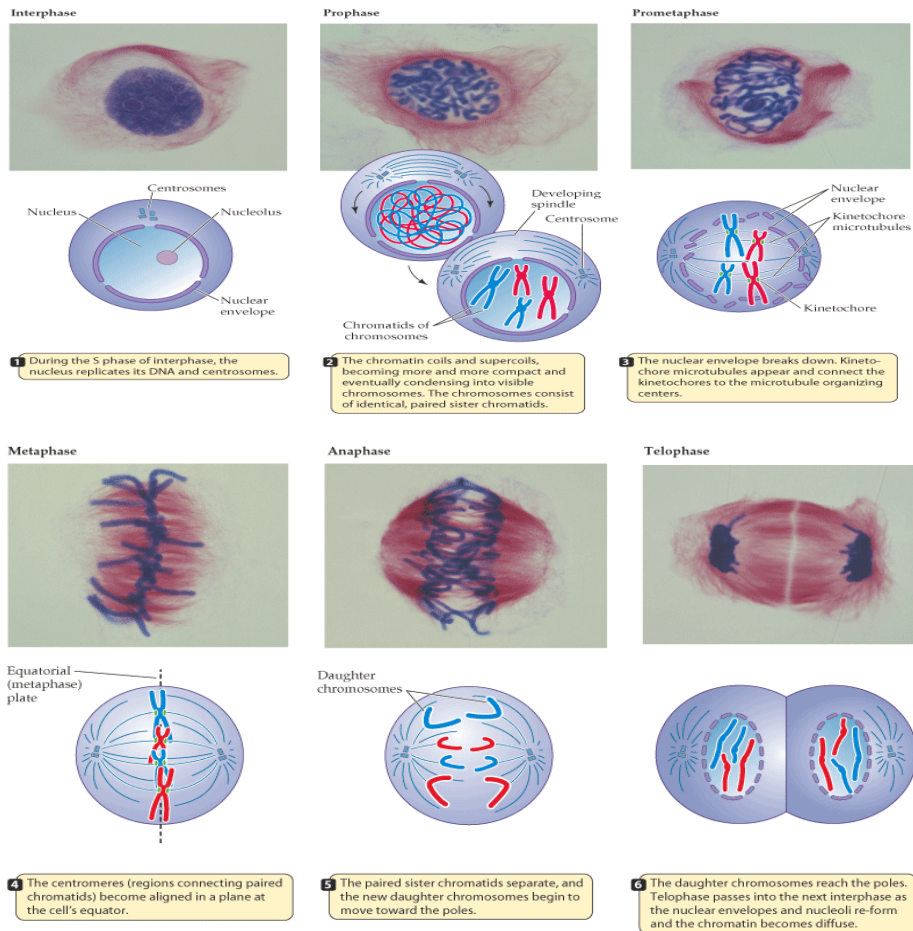 Interphase
Prophase
Prometaphase
Centrosomes
Nucleus
Nucleolus
Nuclear
envelope
Developing
spindle
Centrosome
Chromatids of
chromosomes
Nuclear
envelope
Kinetochore
microtubules
Kinetochore
1 During the S phase of interphase, the
nucleus replicates its DNA and centrosomes.
2 The chromatin coils and supercoils,
becoming more and more compact and
eventually condensing into visible
chromosomes. The chromosomes consist
of identical, paired sister chromatids.
3 The nuclear envelope breaks down. Kineto-
chore microtubules appear and connect the
kinetochores to the microtubule organizing
centers.
Metaphase
Anaphase
Telophase
Equatorial
(metaphase)
plate
Daughter
chromosomes
4 The centromeres (regions connecting paired
chromatids) become aligned in a plane at
the cell's equator.
5 The paired sister chromatids separate, and
the new daughter chromosomes begin to
move toward the poles.
6 The daughter chromosomes reach the poles.
Telophase passes into the next interphase as
the nuclear envelopes and nucleoli re-form
and the chromatin becomes diffuse.